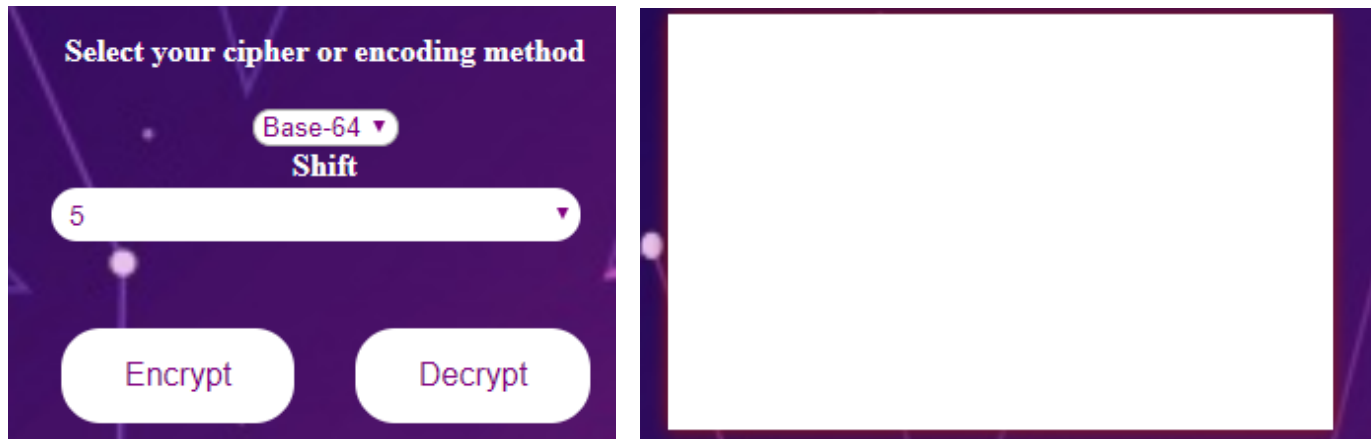 Select your cipher or encoding method
Base-64
Shift
5
Encrypt Decrypt